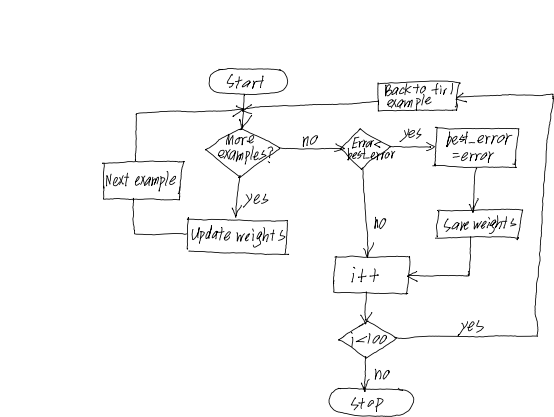 Start
Back to tirl
example
More
examples?
no
Error<
best_error
yes
best_error
=error
Next example
yes
Update weights
no
Save weights
i++
i<100
yes
no
Stop